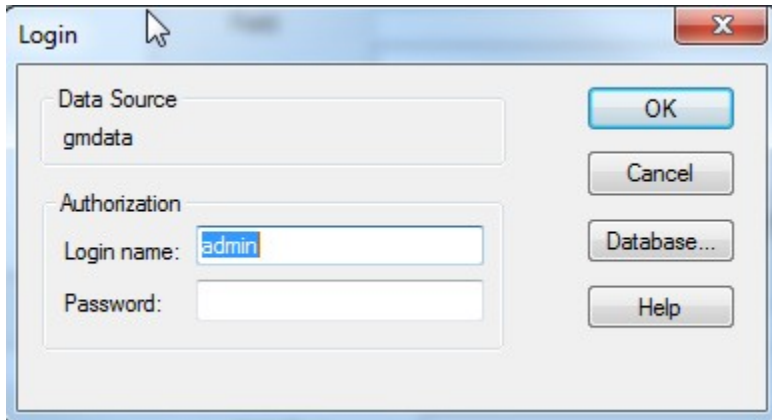 Login
Data Source
gmdata
Authorization
Login name: admin
Password:
OK
Cancel
Database...
Help